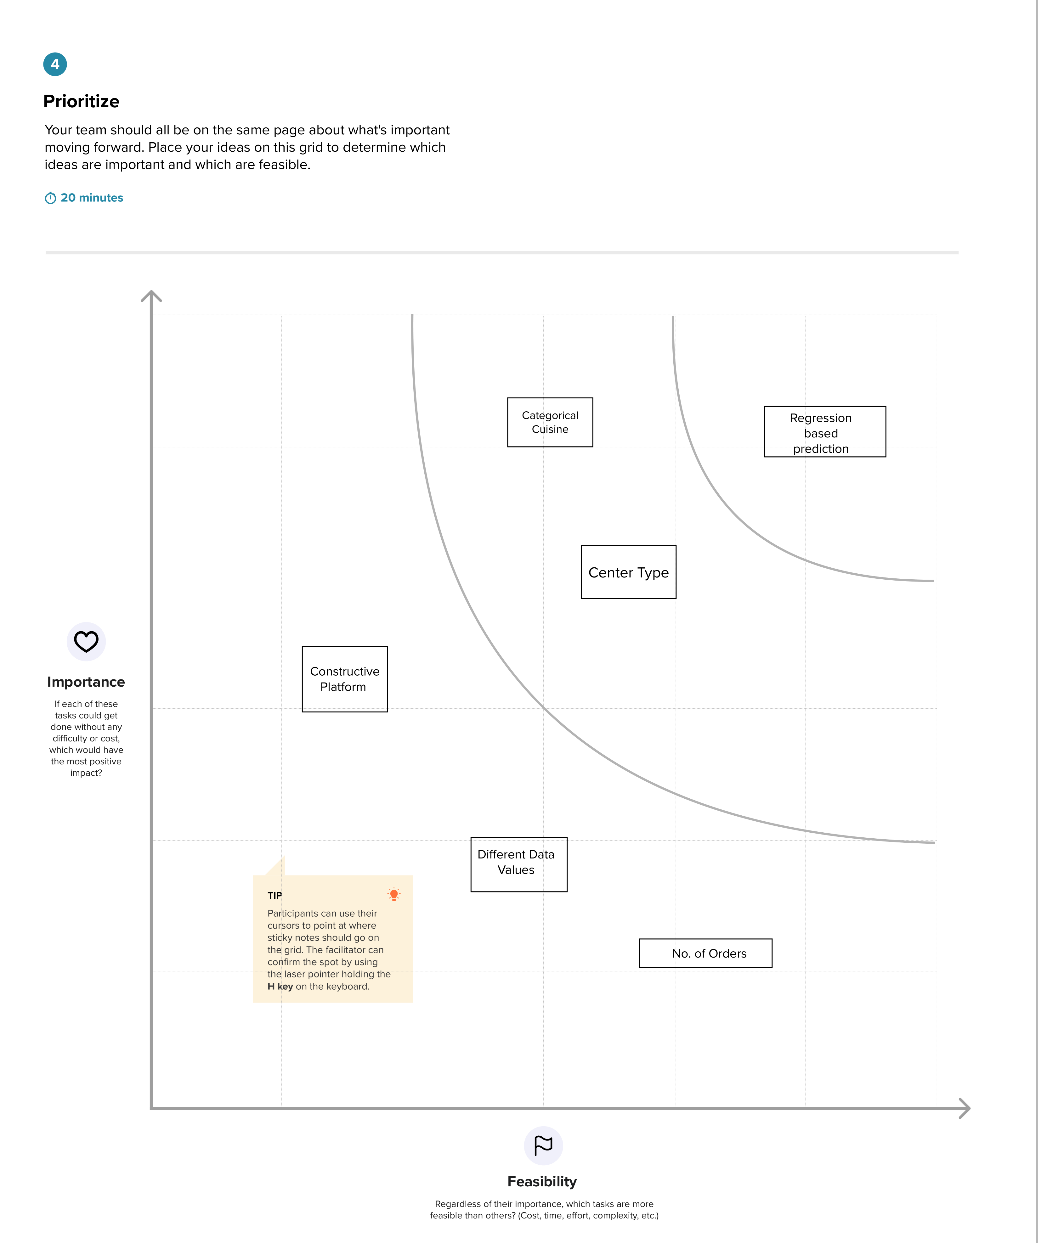 4
Prioritize
Your team should all be on the same page about what's important
moving forward. Place your ideas on this grid to determine which
ideas are important and which are feasible.
20 minutes
Categorical
Cuisine
Regression
based
prediction
Center Type
Constructive
Platform
Importance
If each of these
tasks could get
done without any
difficulty or cost,
which would have
the most positive
impact?
Different Data
Values
TIP
Participants can use their
cursors to point at where
sticky notes should go on
the grid. The facilitator can
confirm the spot by using
the laser pointer holding the
H key on the keyboard.
No. of Orders
Feasibility
Regardless of their importance, which tasks are more
feasible than others? (Cost, time, effort, complexity, etc.)